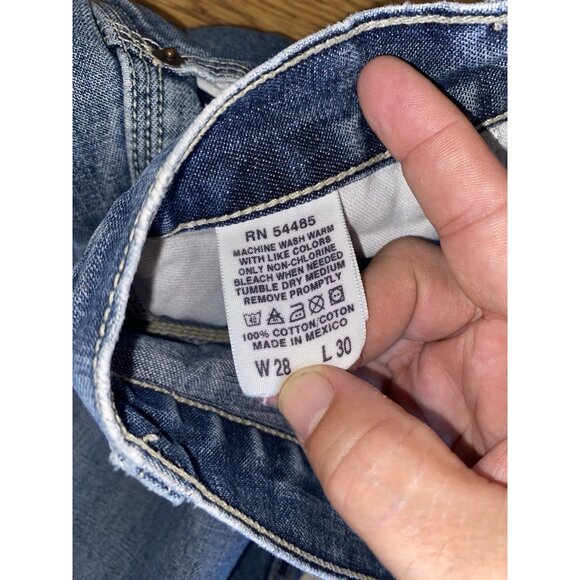 RN 54485
MACHINE WASH WARM
WITH LIKE COLORS
ONLY NON-CHLORINE
BLEACH WHEN NEEDED
TUMBLE DRY MEDIUM
REMOVE PROMPTLY
100% COTTON/COTON
MADE IN MEXICO
W 28 L 30